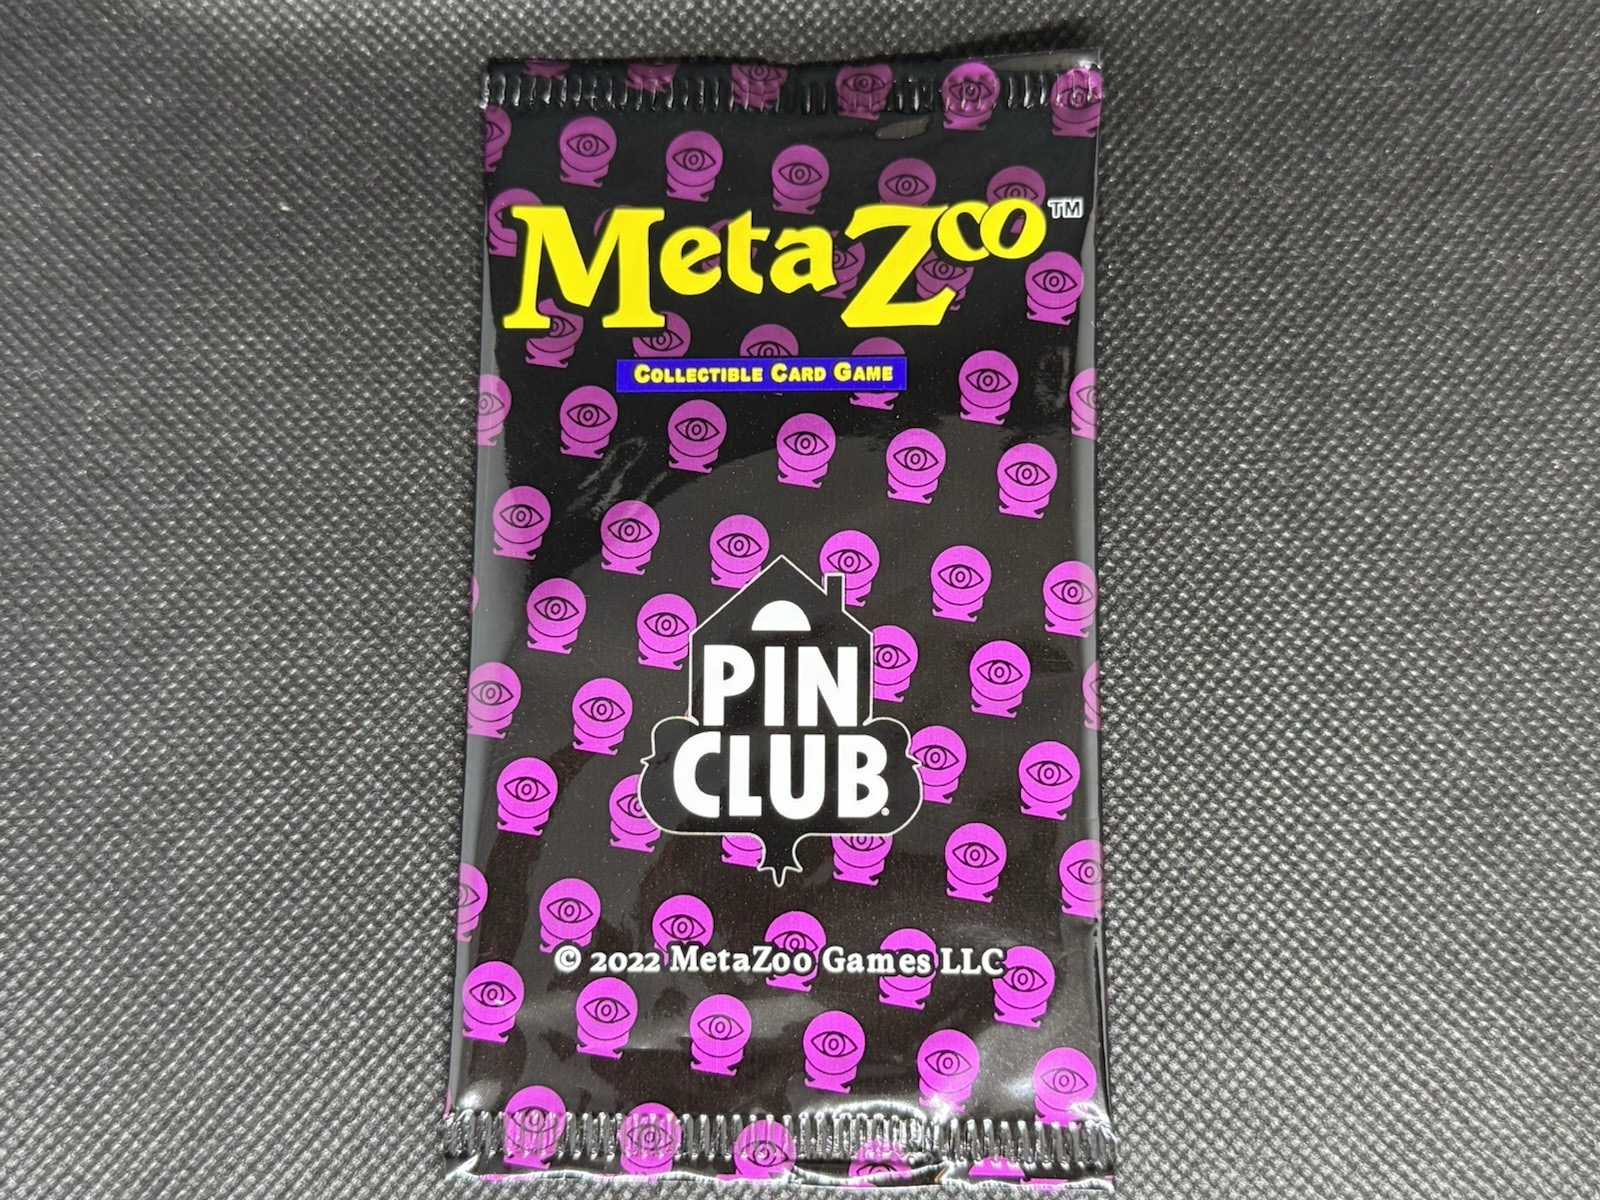 MetaZoo™
Collectible Card Game
PIN
CLUB.
© 2022 MetaZoo Games LLC